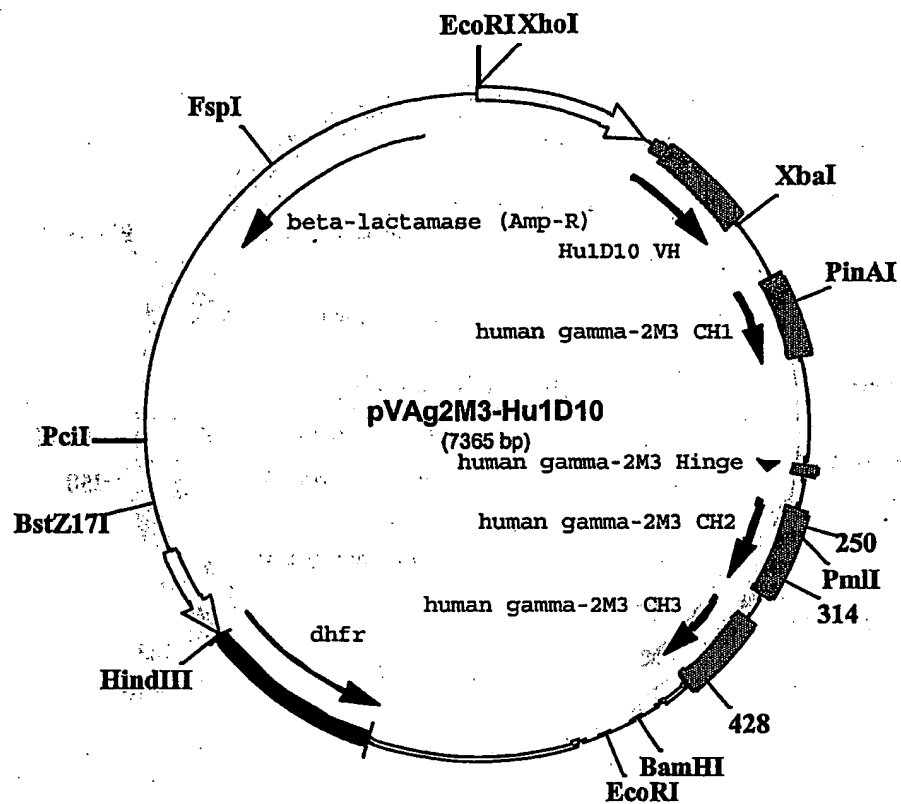 EcoRI XhoI
FspI
XbaI
beta-lactamase (Amp-R)
Hu1D10 VH
PinAI
human gamma-2M3 CH1
pVAg2M3-Hu1D10
(7365 bp)
PciI
human gamma-2M3 Hinge
BstZ17I
human gamma-2M3 CH2
250
PmlI
human gamma-2M3 CH3
314
dhfr
HindIII
428
BamHI
EcoRI